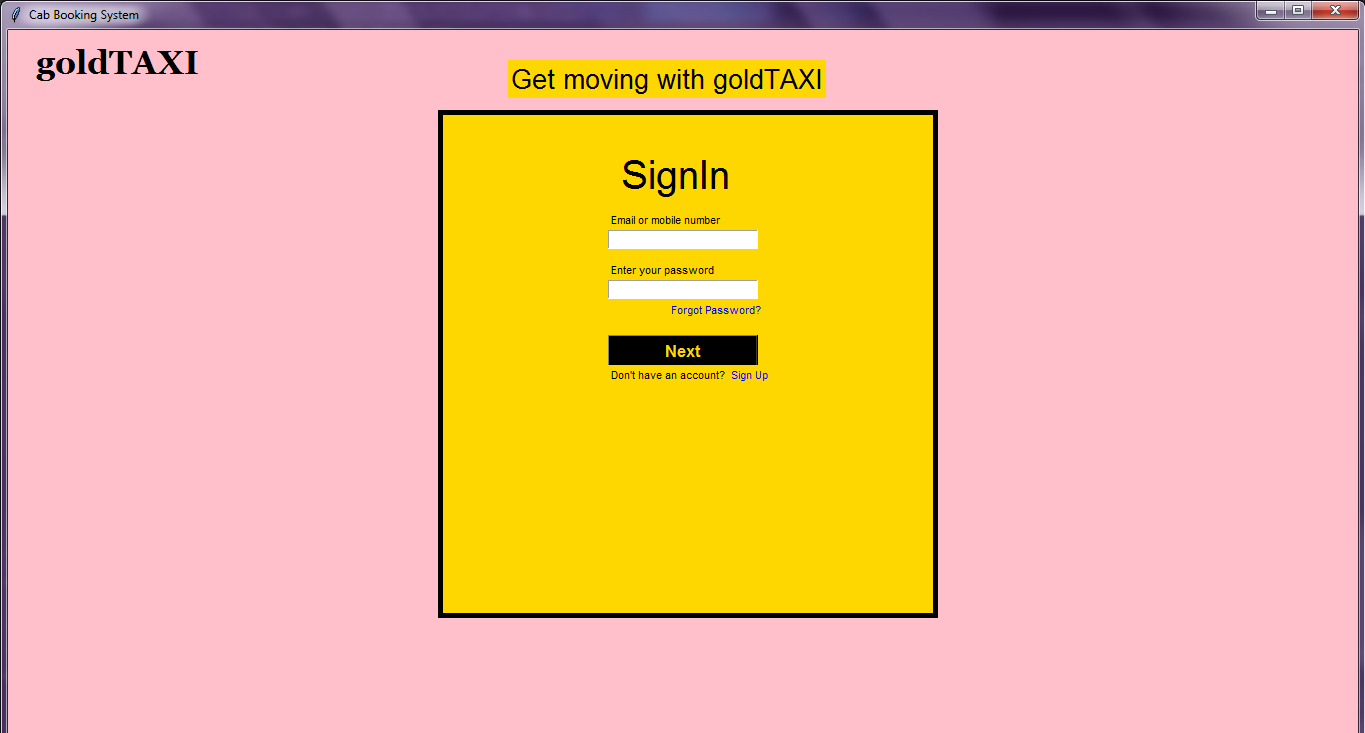 Cab Booking System
goldTAXI
Get moving with goldTAXI
SignIn
Email or mobile number
Enter your password
Forgot Password?
Next
Don't have an account? Sign Up